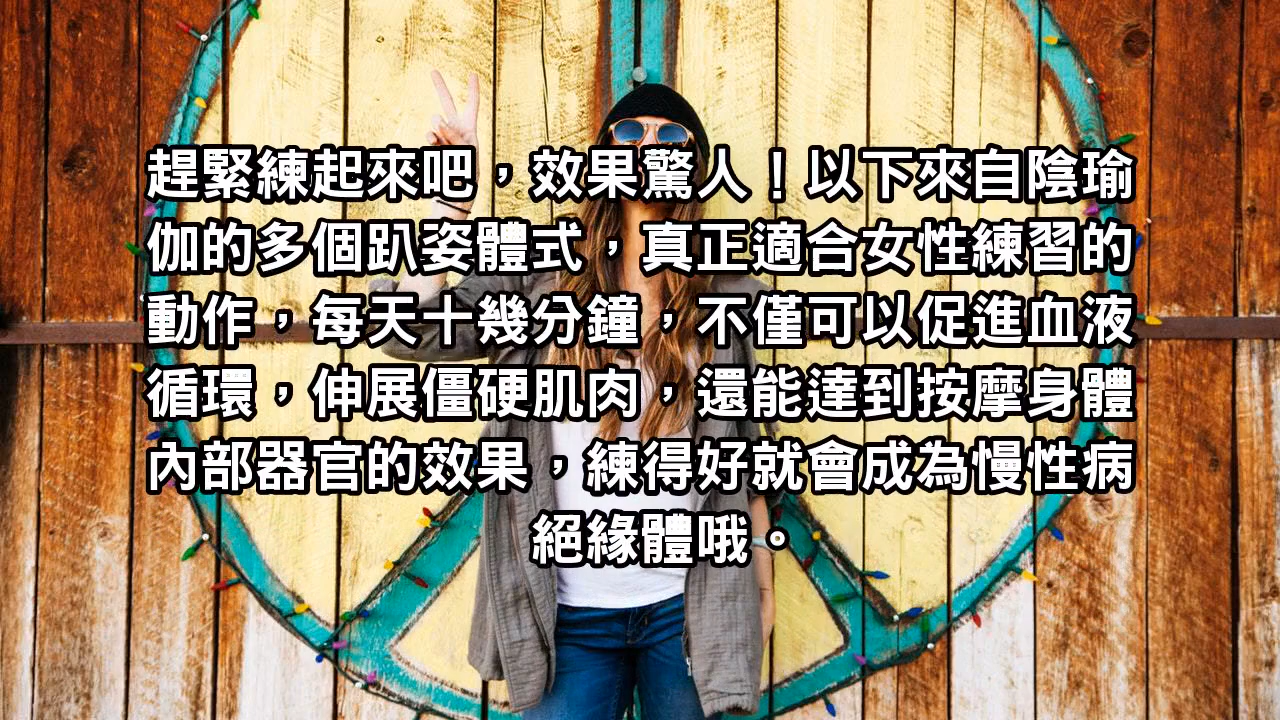 趕緊練起來吧，效果驚人！以下來自陰瑜
伽的多個趴姿體式，真正適合女性練習的
動作，每天十幾分鐘，不僅可以促進血液
循環，伸展僵硬肌肉，還能達到按摩身體
內部器官的效果，練得好就會成為慢性病
絕緣體哦。